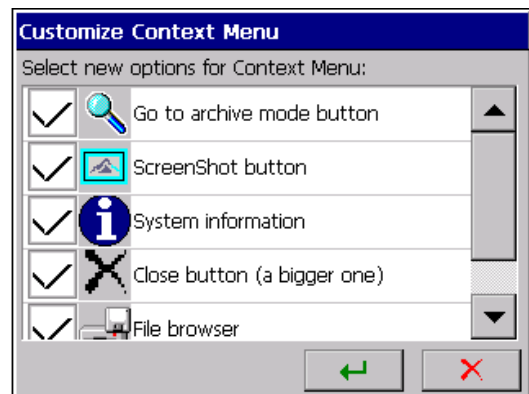 Customize Context Menu
Select new options for Context Menu:
Go to archive mode button
ScreenShot button
System information
Close button (a bigger one)
File browser